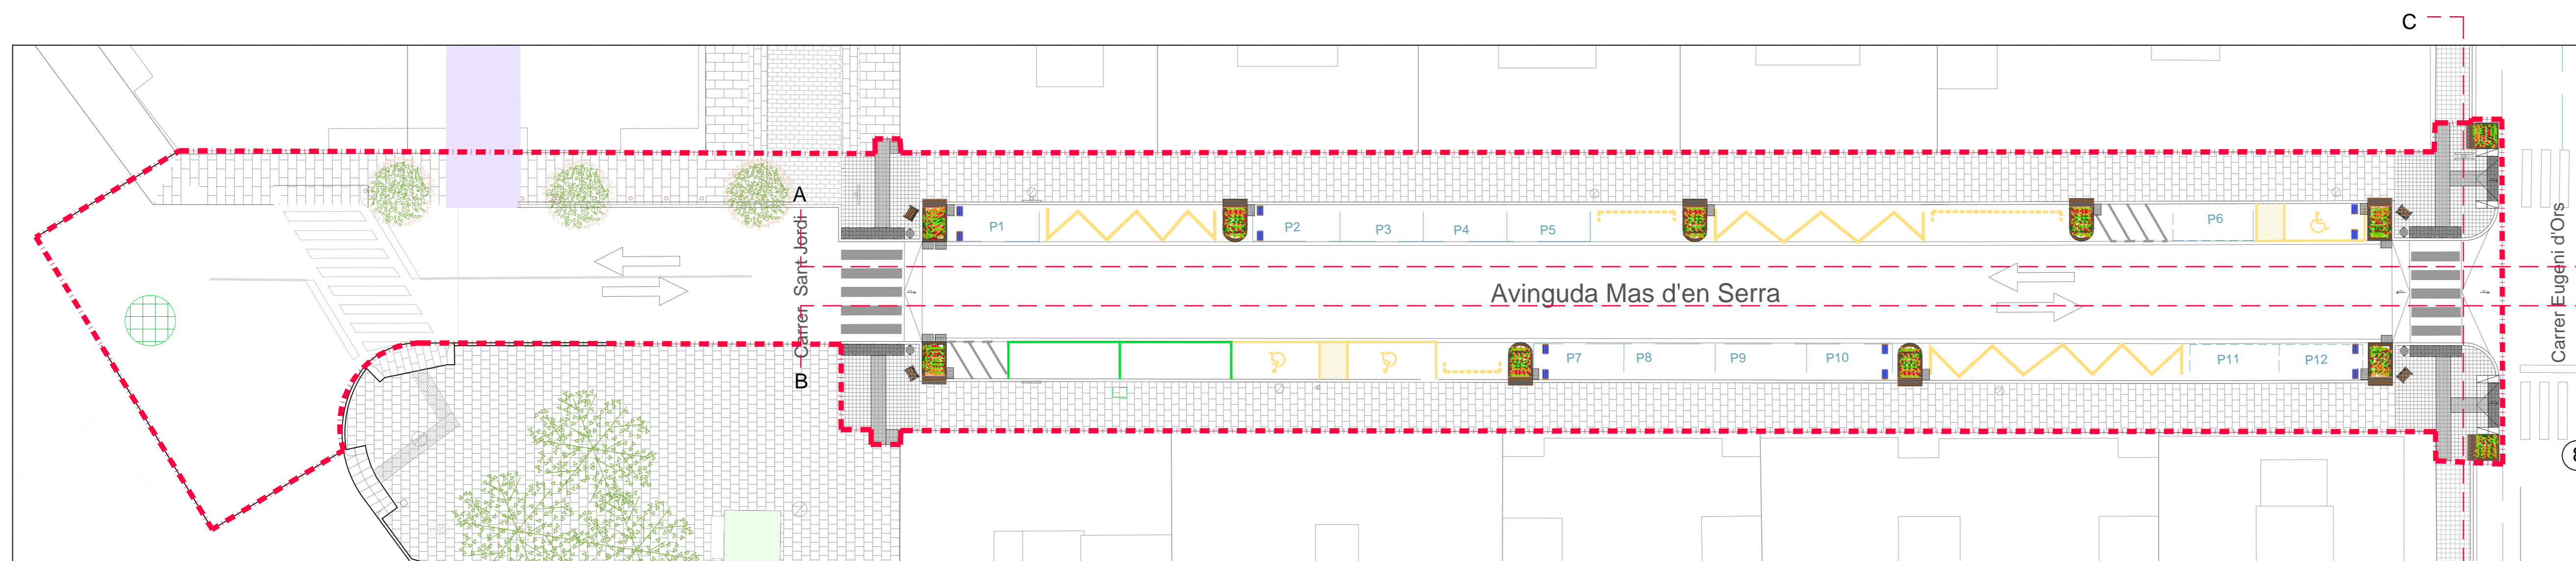 C
A
P1
P2
P3
P4
P5
P6
Carrer Sant Jordi
Avinguda Mas d'en Serra
Carrer Eugeni d'Ors
B
P7
P8
P9
P10
P11
P12